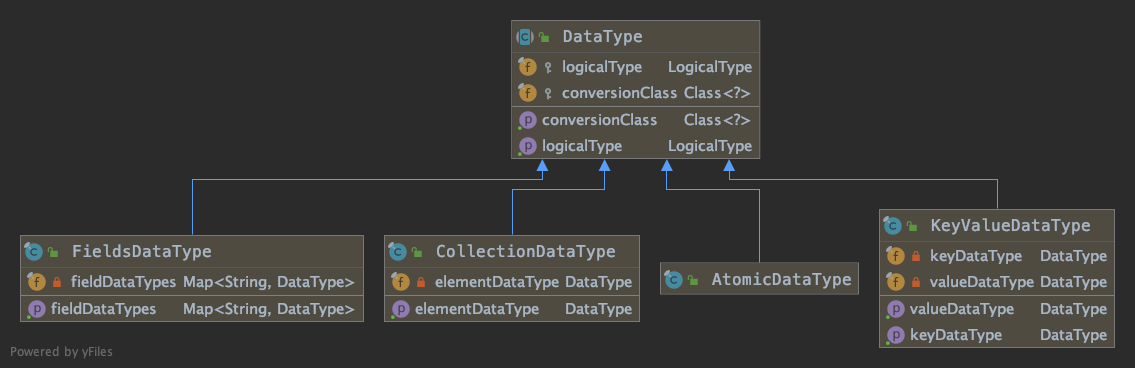 DataType
logicalType LogicalType
conversionClass Class<?>
conversionClass Class<?>
logicalType LogicalType
FieldsDataType
fieldDataTypes Map<String, DataType>
fieldDataTypes Map<String, DataType>
CollectionDataType
elementDataType DataType
elementDataType DataType
AtomicDataType
KeyValueDataType
keyDataType DataType
valueDataType DataType
valueDataType DataType
keyDataType DataType
Powered by yFiles